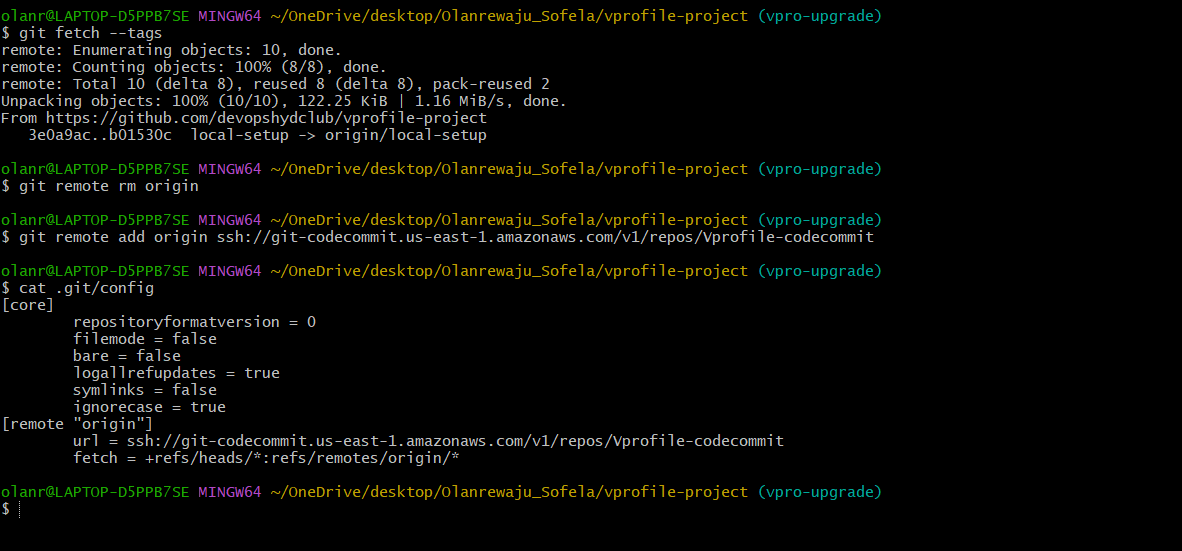 olanr@LAPTOP-D5PPB7SE MINGW64 ~/OneDrive/desktop/Olanrewaju_Sofela/vprofile-project (vpro-upgrade)
$ git fetch --tags
remote: Enumerating objects: 10, done.
remote: Counting objects: 100% (8/8), done.
remote: Total 10 (delta 8), reused 8 (delta 8), pack-reused 2
Unpacking objects: 100% (10/10), 122.25 KiB | 1.16 MiB/s, done.
From https://github.com/devopshydclub/vprofile-project
   3e0a9ac..b01530c  local-setup -> origin/local-setup
olanr@LAPTOP-D5PPB7SE MINGW64 ~/OneDrive/desktop/Olanrewaju_Sofela/vprofile-project (vpro-upgrade)
$ git remote rm origin
olanr@LAPTOP-D5PPB7SE MINGW64 ~/OneDrive/desktop/Olanrewaju_Sofela/vprofile-project (vpro-upgrade)
$ git remote add origin ssh://git-codecommit.us-east-1.amazonaws.com/v1/repos/Vprofile-codecommit
olanr@LAPTOP-D5PPB7SE MINGW64 ~/OneDrive/desktop/Olanrewaju_Sofela/vprofile-project (vpro-upgrade)
$ cat .git/config
[core]
        repositoryformatversion = 0
        filemode = false
        bare = false
        logallrefupdates = true
        symlinks = false
        ignorecase = true
[remote "origin"]
        url = ssh://git-codecommit.us-east-1.amazonaws.com/v1/repos/Vprofile-codecommit
        fetch = +refs/heads/*:refs/remotes/origin/*
olanr@LAPTOP-D5PPB7SE MINGW64 ~/OneDrive/desktop/Olanrewaju_Sofela/vprofile-project (vpro-upgrade)
$